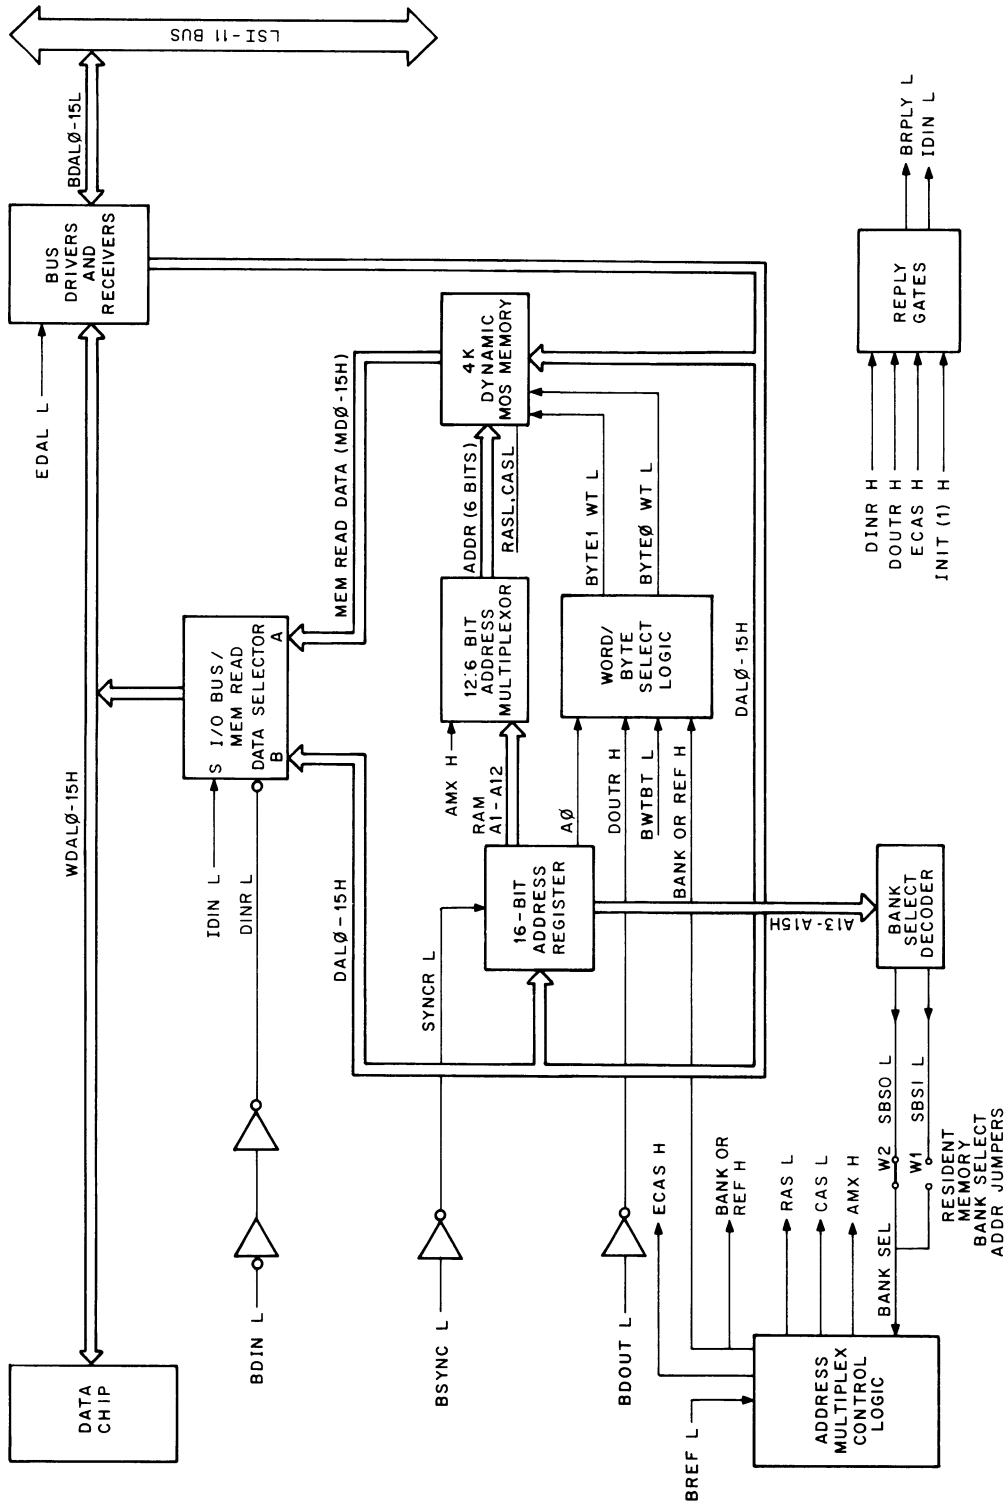 DATA
CHIP
WDALØ-15H
EDAL L
BUS
DRIVERS
AND
RECEIVERS
BDALØ-15L
LSI-11 BUS
BDIN L
IDIN L
DINR L
S I/O BUS/
MEM READ
DATA SELECTOR
B A
DALØ-15H
MEM READ DATA (MDØ-15H)
BSYNC L
SYNCR L
16-BIT
ADDRESS
REGISTER
AMX H
RAM
A1-A12
12:6 BIT
ADDRESS
MULTIPLEXOR
ADDR (6 BITS)
RASL, CASL
4K
DYNAMIC
MOS MEMORY
BDOUT L
AØ
DOUTR H
BWTBT L
BANK OR REF H
WORD/
BYTE
SELECT
LOGIC
BYTE1 WT L
BYTEØ WT L
DALØ-15H
BREF L
ADDRESS
MULTIPLEX
CONTROL
LOGIC
ECAS H
BANK OR
REF H
RAS L
CAS L
AMX H
BANK SEL
W2
SBSO L
W1
SBSI L
RESIDENT
MEMORY
BANK SELECT
ADDR JUMPERS
A13-A15H
BANK
SELECT
DECODER
DINR H
DOUTR H
ECAS H
INIT (1) H
REPLY
GATES
BRPLY L
IDIN L